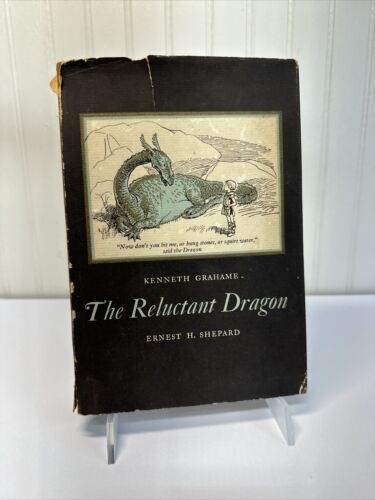 "Now don't you hit me, or bung stones, or squirt water,"
said the Dragon
KENNETH GRAHAME
The Reluctant Dragon
ERNEST H. SHEPARD